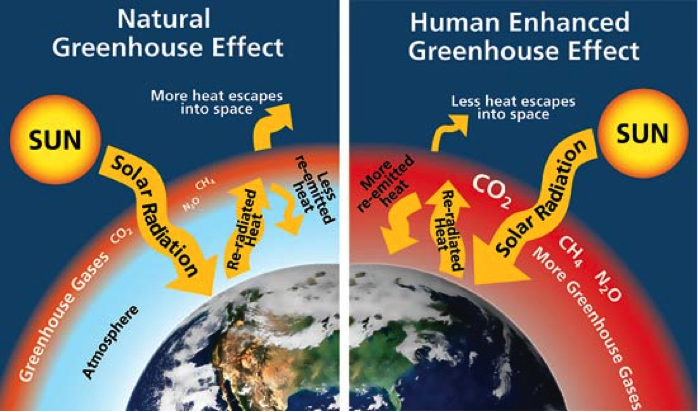 Natural
Greenhouse Effect
More heat escapes
into space
SUN
Solar Radiation
Re-radiated
Heat
Less
re-emitted
heat
CH₄
N₂O
CO₂
Greenhouse Gases
Atmosphere
Human Enhanced
Greenhouse Effect
Less heat escapes
into space
SUN
Solar Radiation
More
re-emitted
heat
Re-radiated
Heat
CO₂
CH₄ N₂O
More Greenhouse Gases